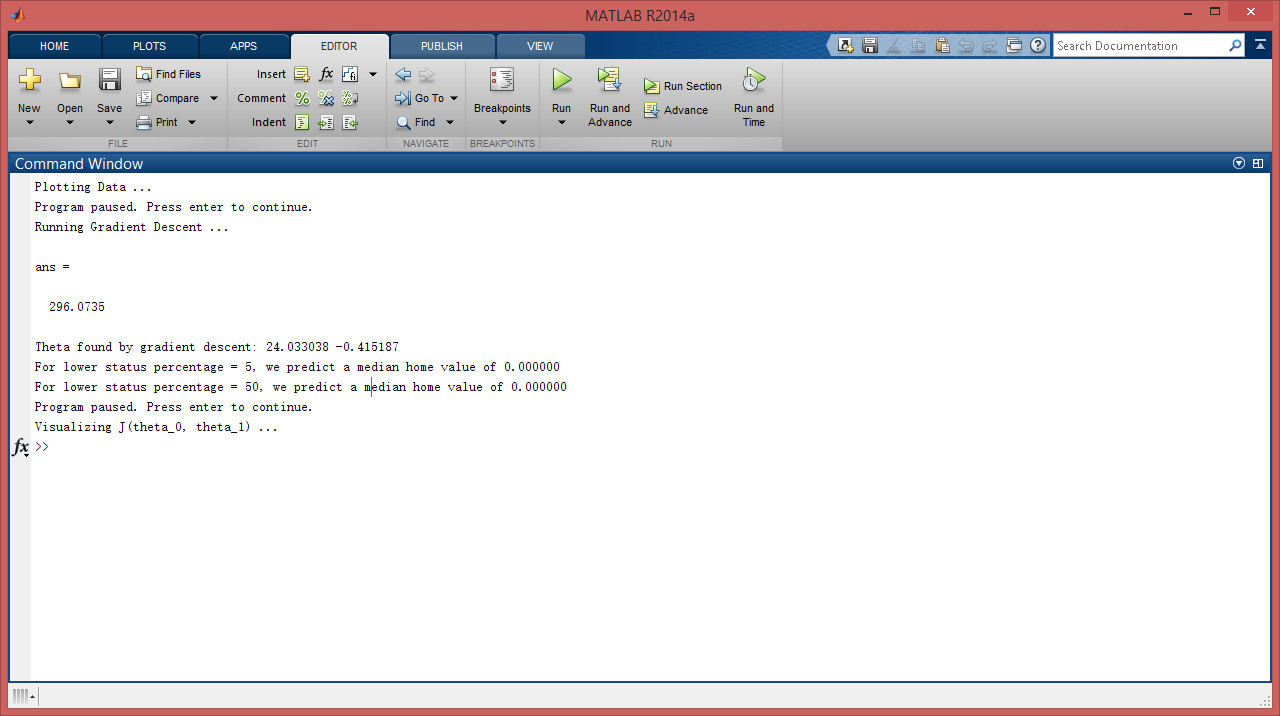 MATLAB R2014a
HOME PLOTS APPS EDITOR PUBLISH VIEW Search Documentation
New Open Save Find Files Compare Print
Insert fx Comment Indent
Go To Find
Breakpoints
Run Run and Advance Run Section Advance Run and Time
FILE EDIT NAVIGATE BREAKPOINTS RUN
Command Window
Plotting Data ...
Program paused. Press enter to continue.
Running Gradient Descent ...
ans =
296.0735
Theta found by gradient descent: 24.033038 -0.415187
For lower status percentage = 5, we predict a median home value of 0.000000
For lower status percentage = 50, we predict a median home value of 0.000000
Program paused. Press enter to continue.
Visualizing J(theta_0, theta_1) ...
fx >>